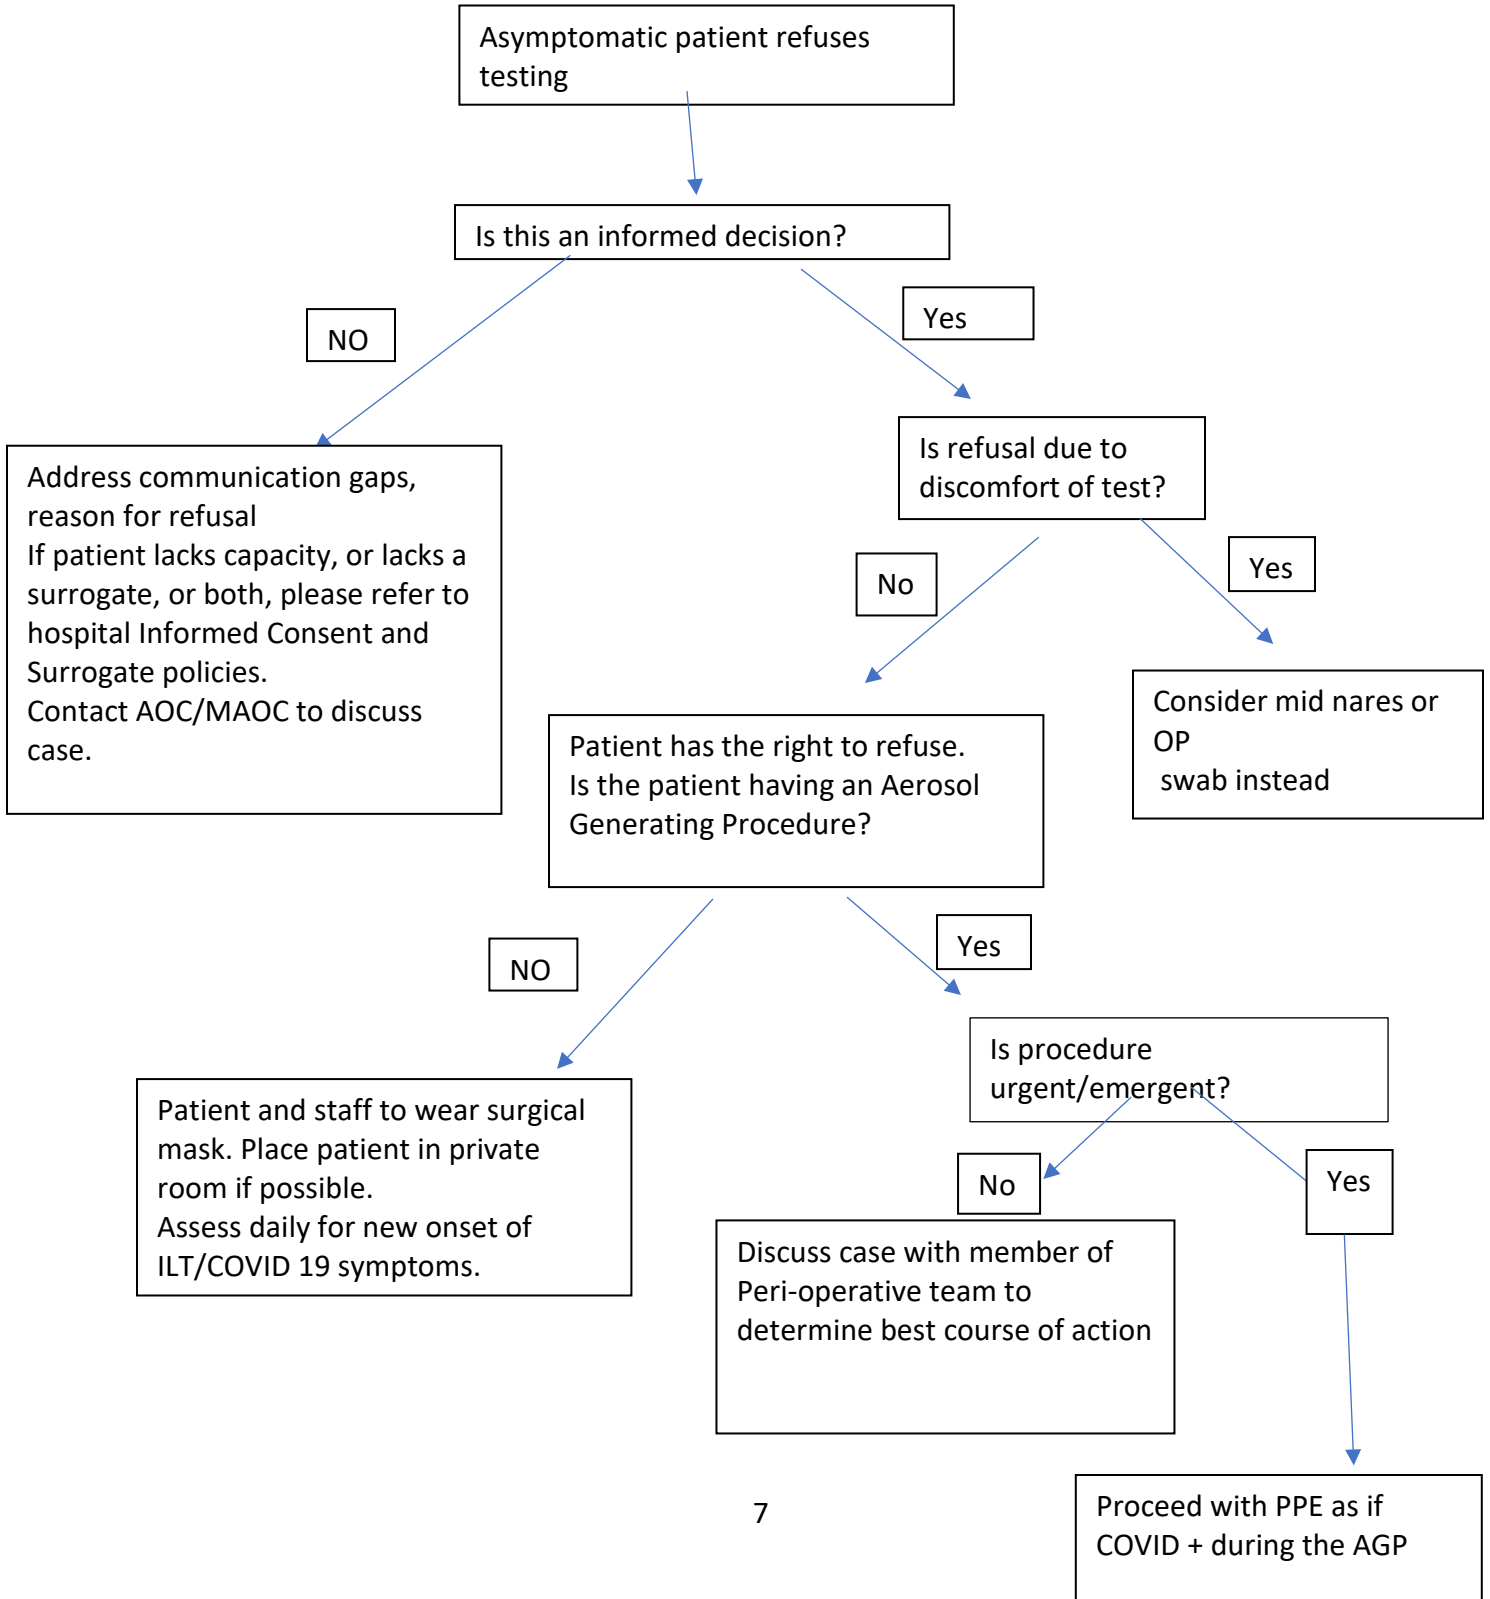 Asymptomatic patient refuses
testing
Is this an informed decision?
NO
Yes
Address communication gaps,
reason for refusal
If patient lacks capacity, or lacks a
surrogate, or both, please refer to
hospital Informed Consent and
Surrogate policies.
Contact AOC/MAOC to discuss
case.
Is refusal due to
discomfort of test?
No
Yes
Consider mid nares or
OP
swab instead
Patient has the right to refuse.
Is the patient having an Aerosol
Generating Procedure?
NO
Yes
Patient and staff to wear surgical
mask. Place patient in private
room if possible.
Assess daily for new onset of
ILT/COVID 19 symptoms.
Is procedure
urgent/emergent?
No
Yes
Discuss case with member of
Peri-operative team to
determine best course of action
Proceed with PPE as if
COVID + during the AGP
7